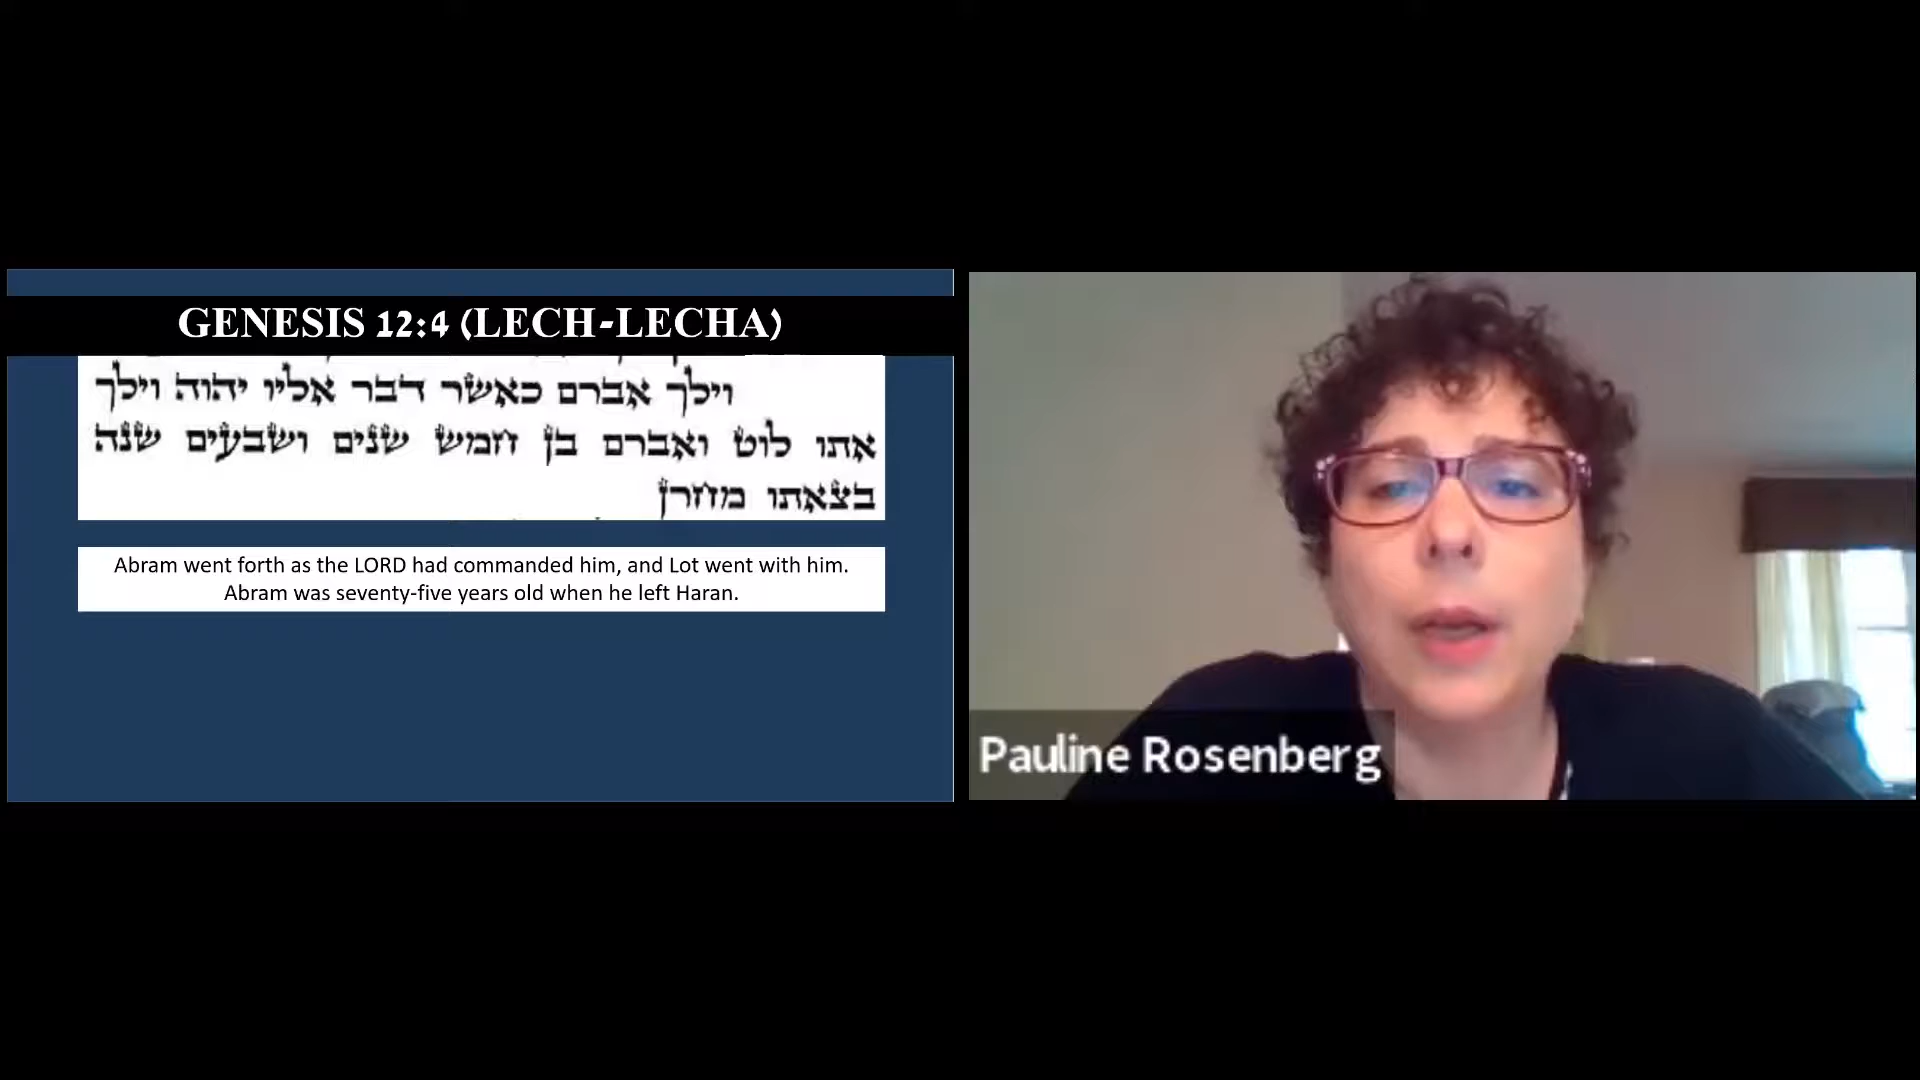 GENESIS 12:4 (LECH-LECHA)
וילך אברם כאשר דבר אליו יהוה וילך
אתו לוט ואברם בן חמש שנים ושבעים שנה
בצאתו מחרן
Abram went forth as the LORD had commanded him, and Lot went with him.
Abram was seventy-five years old when he left Haran.
Pauline Rosenberg